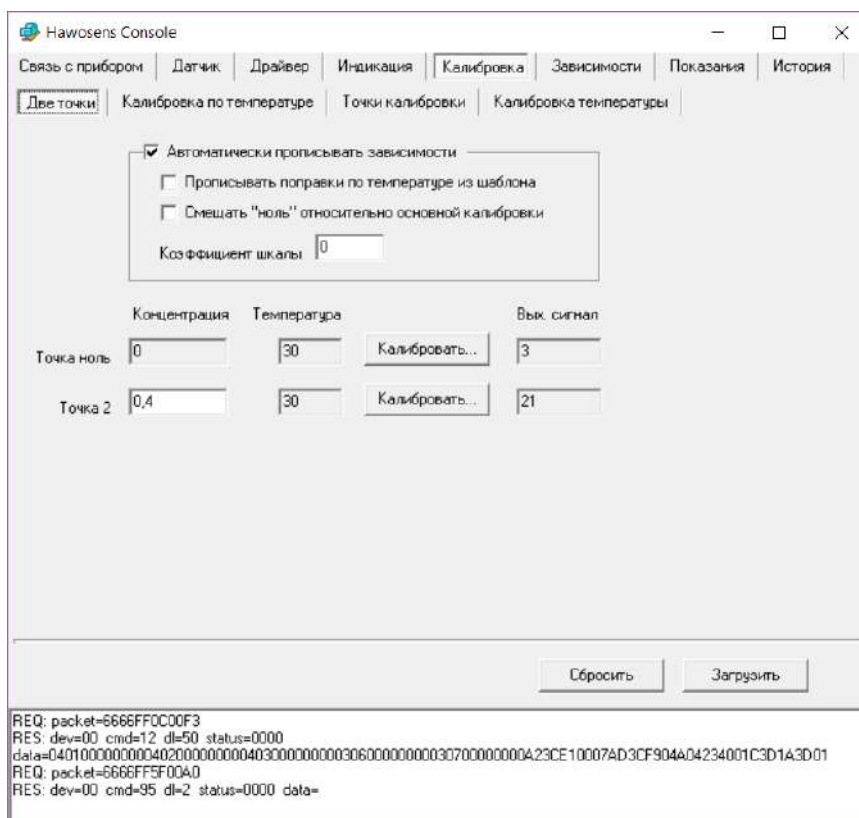 Hawosens Console
Связь с прибором Датчик Драйвер Индикация Калибровка Зависимости Показания История
Две точки Калибровка по температуре Точки калибровки Калибровка температуры
Автоматически прописывать зависимости
Прописывать поправки по температуре из шаблона
Смещать "ноль" относительно основной калибровки
Коэффициент шкалы 0
Концентрация Температура Вых. сигнал
Точка ноль 0 30 Калибровать... 3
Точка 2 0,4 30 Калибровать... 21
Сбросить Загрузить
REQ: packet=6666FF0C00F3
RES: dev=00 cmd=12 dl=50 status=0000
data=040100000000040200000000040300000000030600000000030700000000A23CE10007AD3CF904A04234001C3D1A3D01
REQ: packet=6666FF5F00A0
RES: dev=00 cmd=95 dl=2 status=0000 data=